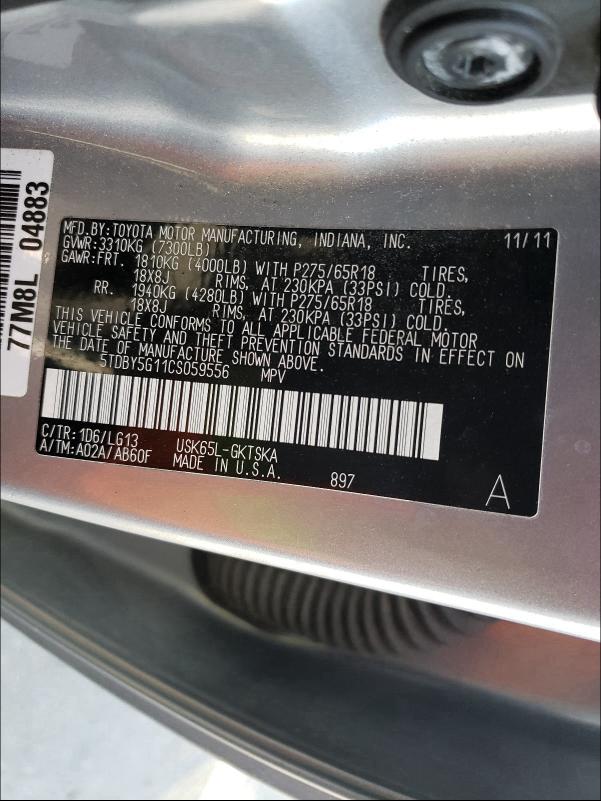 77M8L 04883
MFD.BY:TOYOTA MOTOR MANUFACTURING, INDIANA, INC. 11/11
GVWR:3310KG (7300LB)
GAWR:FRT. 1810KG (4000LB) WITH P275/65R18 TIRES,
18X8J RIMS, AT 230KPA (33PSI) COLD.
RR. 1940KG (4280LB) WITH P275/65R18 TIRES,
18X8J RIMS, AT 230KPA (33PSI) COLD.
THIS VEHICLE CONFORMS TO ALL APPLICABLE FEDERAL MOTOR
VEHICLE SAFETY AND THEFT PREVENTION STANDARDS IN EFFECT ON
THE DATE OF MANUFACTURE SHOWN ABOVE.
5TDBY5G11CS059556 MPV
C/TR:1D6/LG13 USK65L-GKTSKA
A/TM:A02A/AB60F MADE IN U.S.A. 897 A